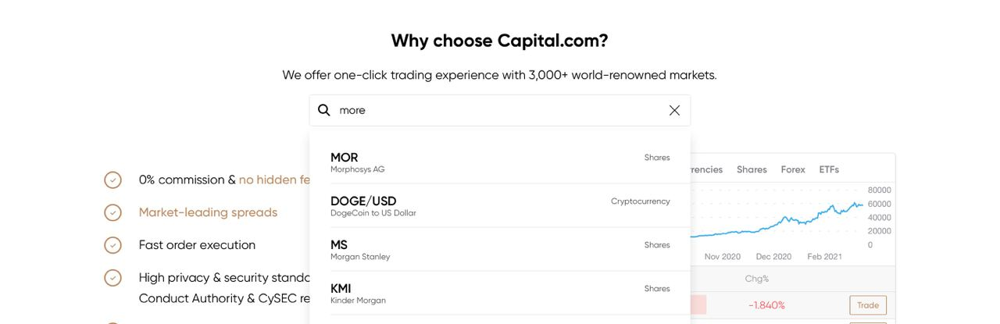 Why choose Capital.com?
We offer one-click trading experience with 3,000+ world-renowned markets.
more
MOR
Morphosys AG
Shares
DOGE/USD
DogeCoin to US Dollar
Cryptocurrency
MS
Morgan Stanley
Shares
KMI
Kinder Morgan
Shares
0% commission & no hidden fe
Market-leading spreads
Fast order execution
High privacy & security standa
Conduct Authority & CySEC re
rencies Shares Forex ETFs
80000
60000
40000
20000
0
Nov 2020 Dec 2020 Feb 2021
Chg%
-1.840% Trade